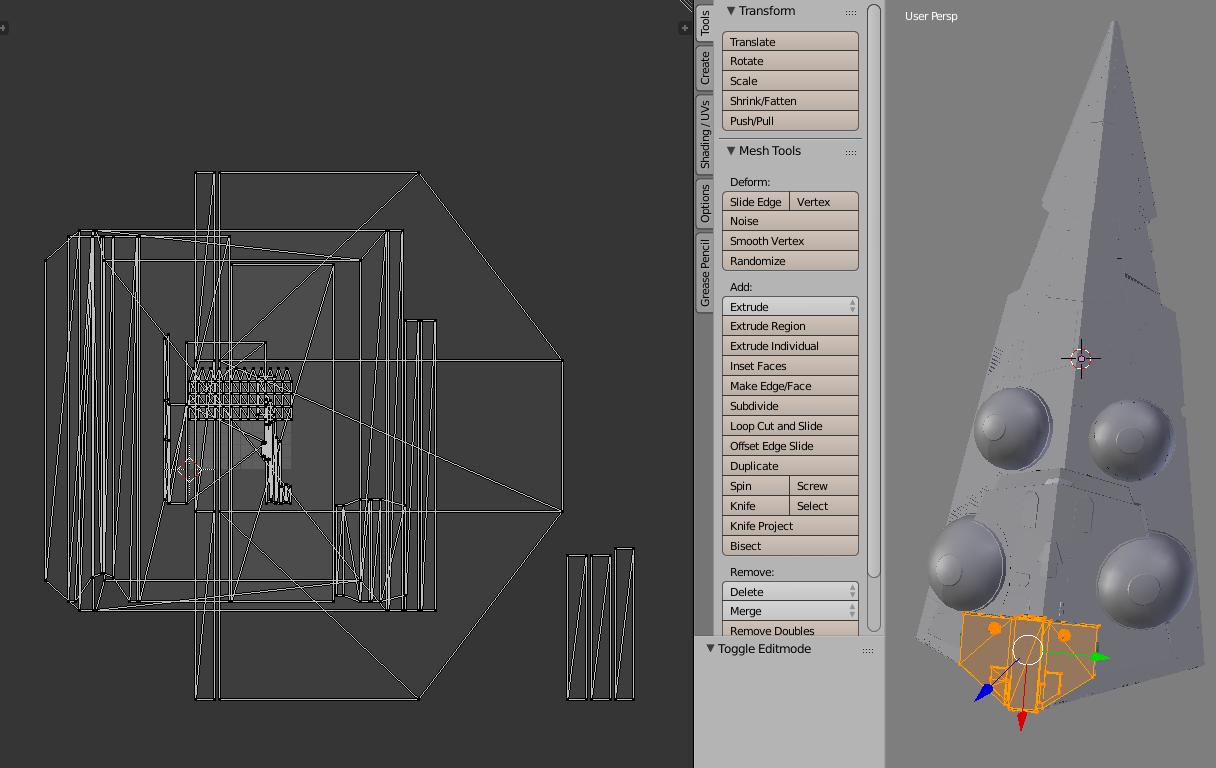 Tools
Create
Shading / UVs
Options
Grease Pencil
Transform
Translate
Rotate
Scale
Shrink/Fatten
Push/Pull
Mesh Tools
Deform:
Slide Edge Vertex
Noise
Smooth Vertex
Randomize
Add:
Extrude
Extrude Region
Extrude Individual
Inset Faces
Make Edge/Face
Subdivide
Loop Cut and Slide
Offset Edge Slide
Duplicate
Spin Screw
Knife Select
Knife Project
Bisect
Remove:
Delete
Merge
Remove Doubles
Toggle Editmode
User Persp